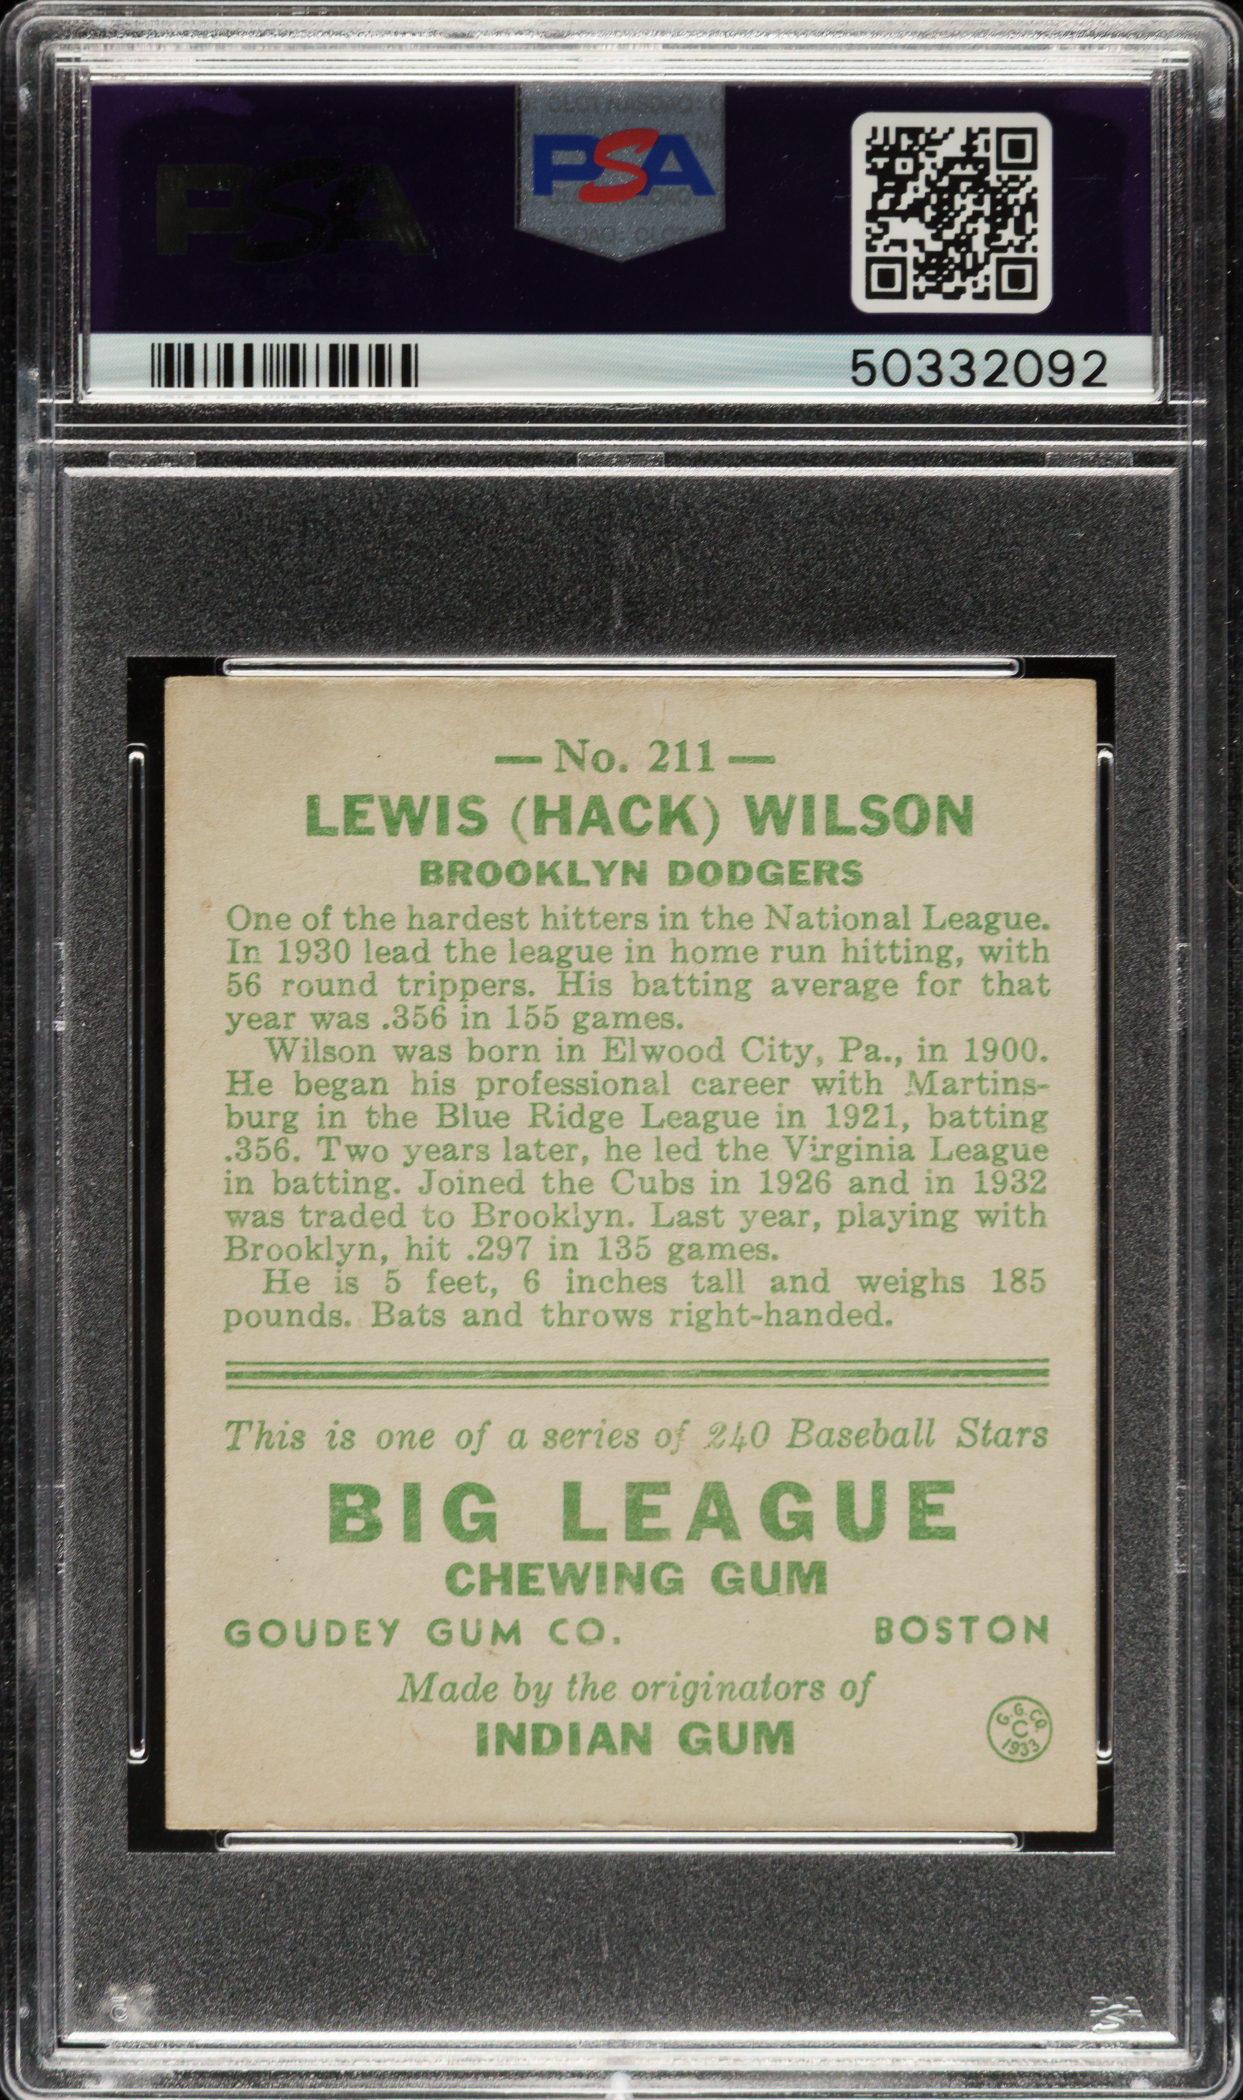 PSA
PSA
50332092
— No. 211 —
LEWIS (HACK) WILSON
BROOKLYN DODGERS
One of the hardest hitters in the National League.
In 1930 lead the league in home run hitting, with
56 round trippers. His batting average for that
year was .356 in 155 games.
Wilson was born in Elwood City, Pa., in 1900.
He began his professional career with Martins-
burg in the Blue Ridge League in 1921, batting
.356. Two years later, he led the Virginia League
in batting. Joined the Cubs in 1926 and in 1932
was traded to Brooklyn. Last year, playing with
Brooklyn, hit .297 in 135 games.
He is 5 feet, 6 inches tall and weighs 185
pounds. Bats and throws right-handed.
This is one of a series of 240 Baseball Stars
BIG LEAGUE
CHEWING GUM
GOUDEY GUM CO. BOSTON
Made by the originators of
INDIAN GUM
G. G. CO.
C
1933